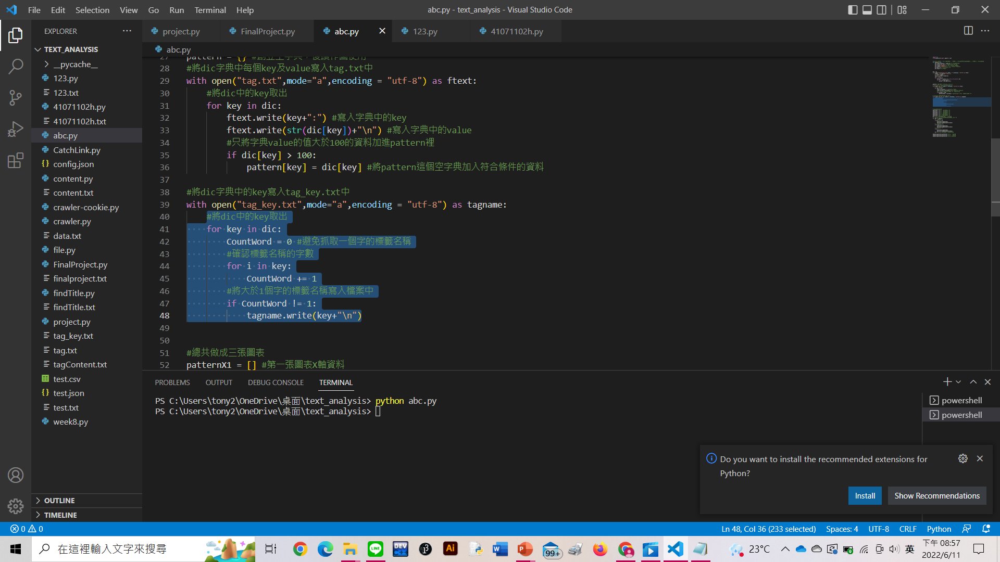 File Edit Selection View Go Run Terminal Help
abc.py - text_analysis - Visual Studio Code
EXPLORER
project.py
FinalProject.py
abc.py
123.py
41071102h.py
TEXT_ANALYSIS
__pycache__
123.py
123.txt
41071102h.py
41071102h.txt
abc.py
CatchLink.py
config.json
content.py
content.txt
crawler-cookie.py
crawler.py
data.txt
file.py
FinalProject.py
finalproject.txt
findTitle.py
findTitle.txt
project.py
tag_key.txt
tag.txt
tagContent.txt
test.csv
test.json
test.txt
week8.py
OUTLINE
TIMELINE
abc.py
27 pattern = {} #創立空字典，後續作圖使用
28 #將dic字典中每個key及value寫入tag.txt中
29 with open("tag.txt",mode="a",encoding = "utf-8") as ftext:
30 #將dic中的key取出
31 for key in dic:
32 ftext.write(key+":") #寫入字典中的key
33 ftext.write(str(dic[key])+"\n") #寫入字典中的value
34 #只將字典value的值大於100的資料加進pattern裡
35 if dic[key] > 100:
36 pattern[key] = dic[key] #將pattern這個空字典加入符合條件的資料
37
38 #將dic字典中的key寫入tag_key.txt中
39 with open("tag_key.txt",mode="a",encoding = "utf-8") as tagname:
40 #將dic中的key取出
41 for key in dic:
42 CountWord = 0 #避免抓取一個字的標籤名稱
43 #確認標籤名稱的字數
44 for i in key:
45 CountWord += 1
46 #將大於1個字的標籤名稱寫入檔案中
47 if CountWord != 1:
48 tagname.write(key+"\n")
49
50
51 #總共做成三張圖表
52 patternX1 = [] #第一張圖表X軸資料
PROBLEMS OUTPUT DEBUG CONSOLE TERMINAL
PS C:\Users\tony2\OneDrive\桌面\text_analysis> python abc.py
PS C:\Users\tony2\OneDrive\桌面\text_analysis>
powershell
powershell
Do you want to install the recommended extensions for
Python?
Install
Show Recommendations
0 0
Ln 48, Col 36 (233 selected) Spaces: 4 UTF-8 CRLF Python
在這裡輸入文字來搜尋
LINE
DEV C++
Ai
W
P
99+
23°C
英
下午 08:57
2022/6/11